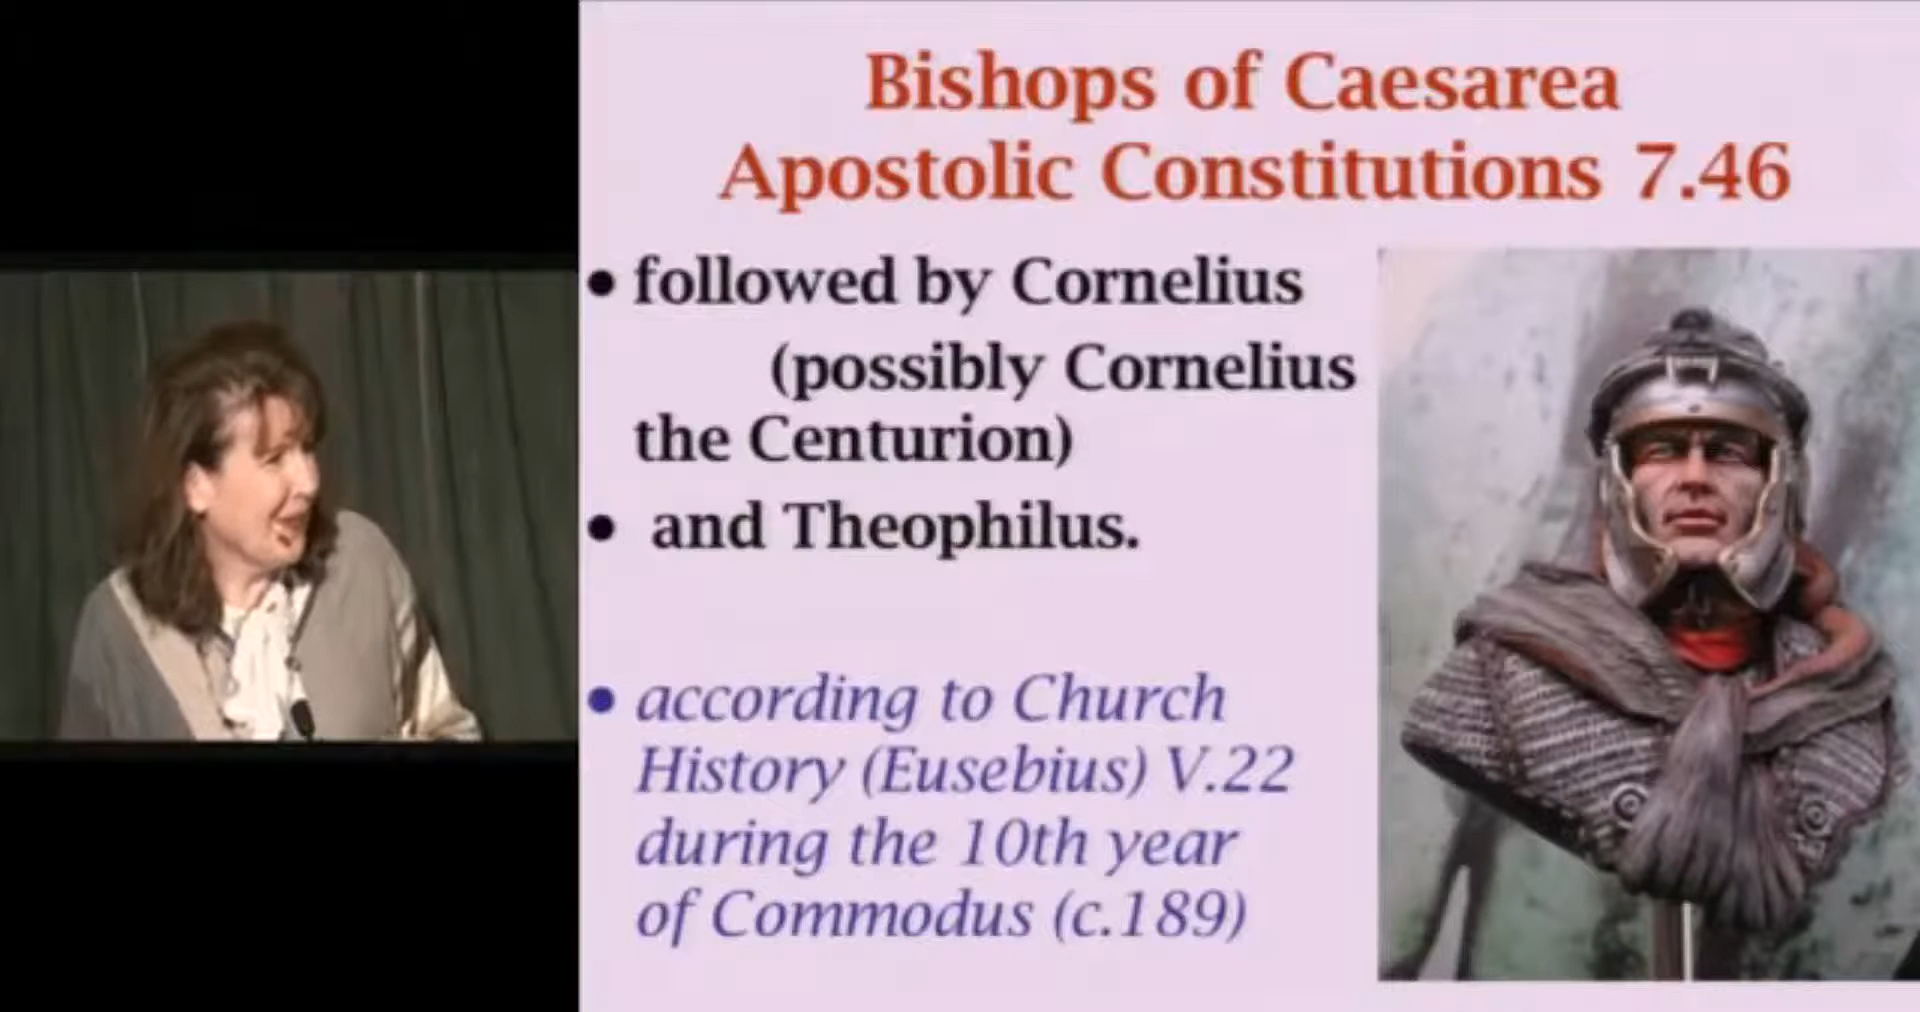 Bishops of Caesarea
Apostolic Constitutions 7.46
• followed by Cornelius
(possibly Cornelius
the Centurion)
• and Theophilus.
• according to Church
History (Eusebius) V.22
during the 10th year
of Commodus (c.189)